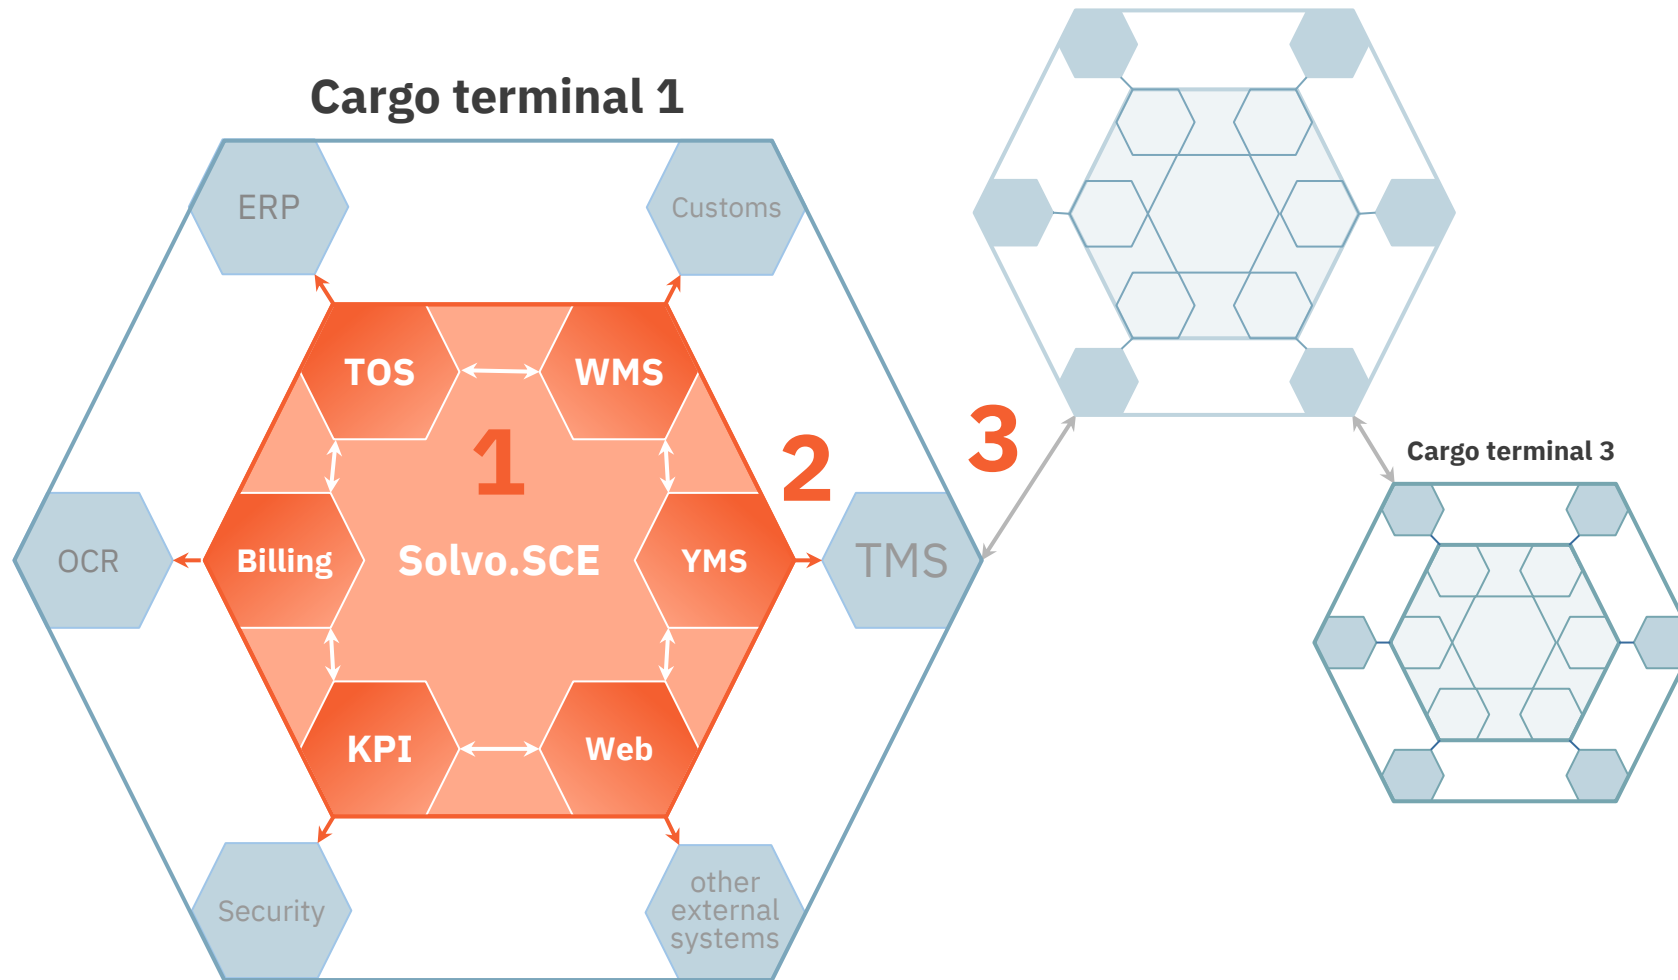 Cargo terminal 1
ERP
Customs
TOS
WMS
1
2
3
Cargo terminal 3
OCR
Billing
Solvo.SCE
YMS
TMS
KPI
Web
Security
other
external
systems